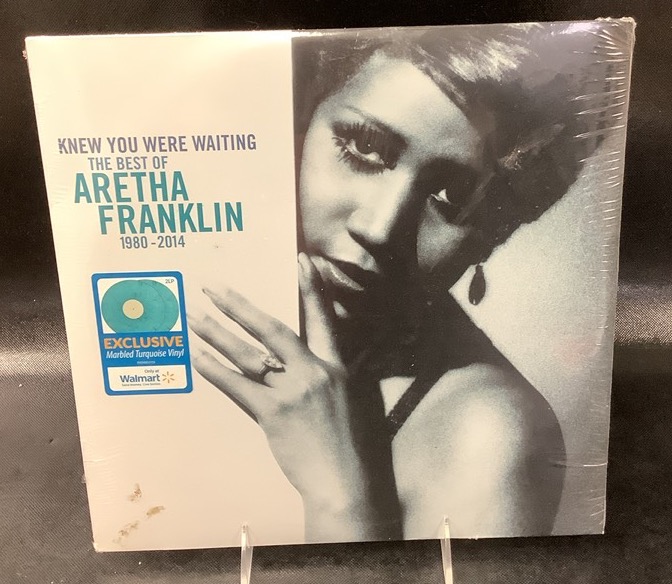 KNEW YOU WERE WAITING
THE BEST OF
ARETHA
FRANKLIN
1980-2014
2LP
EXCLUSIVE
Marbled Turquoise Vinyl
Only at
Walmart